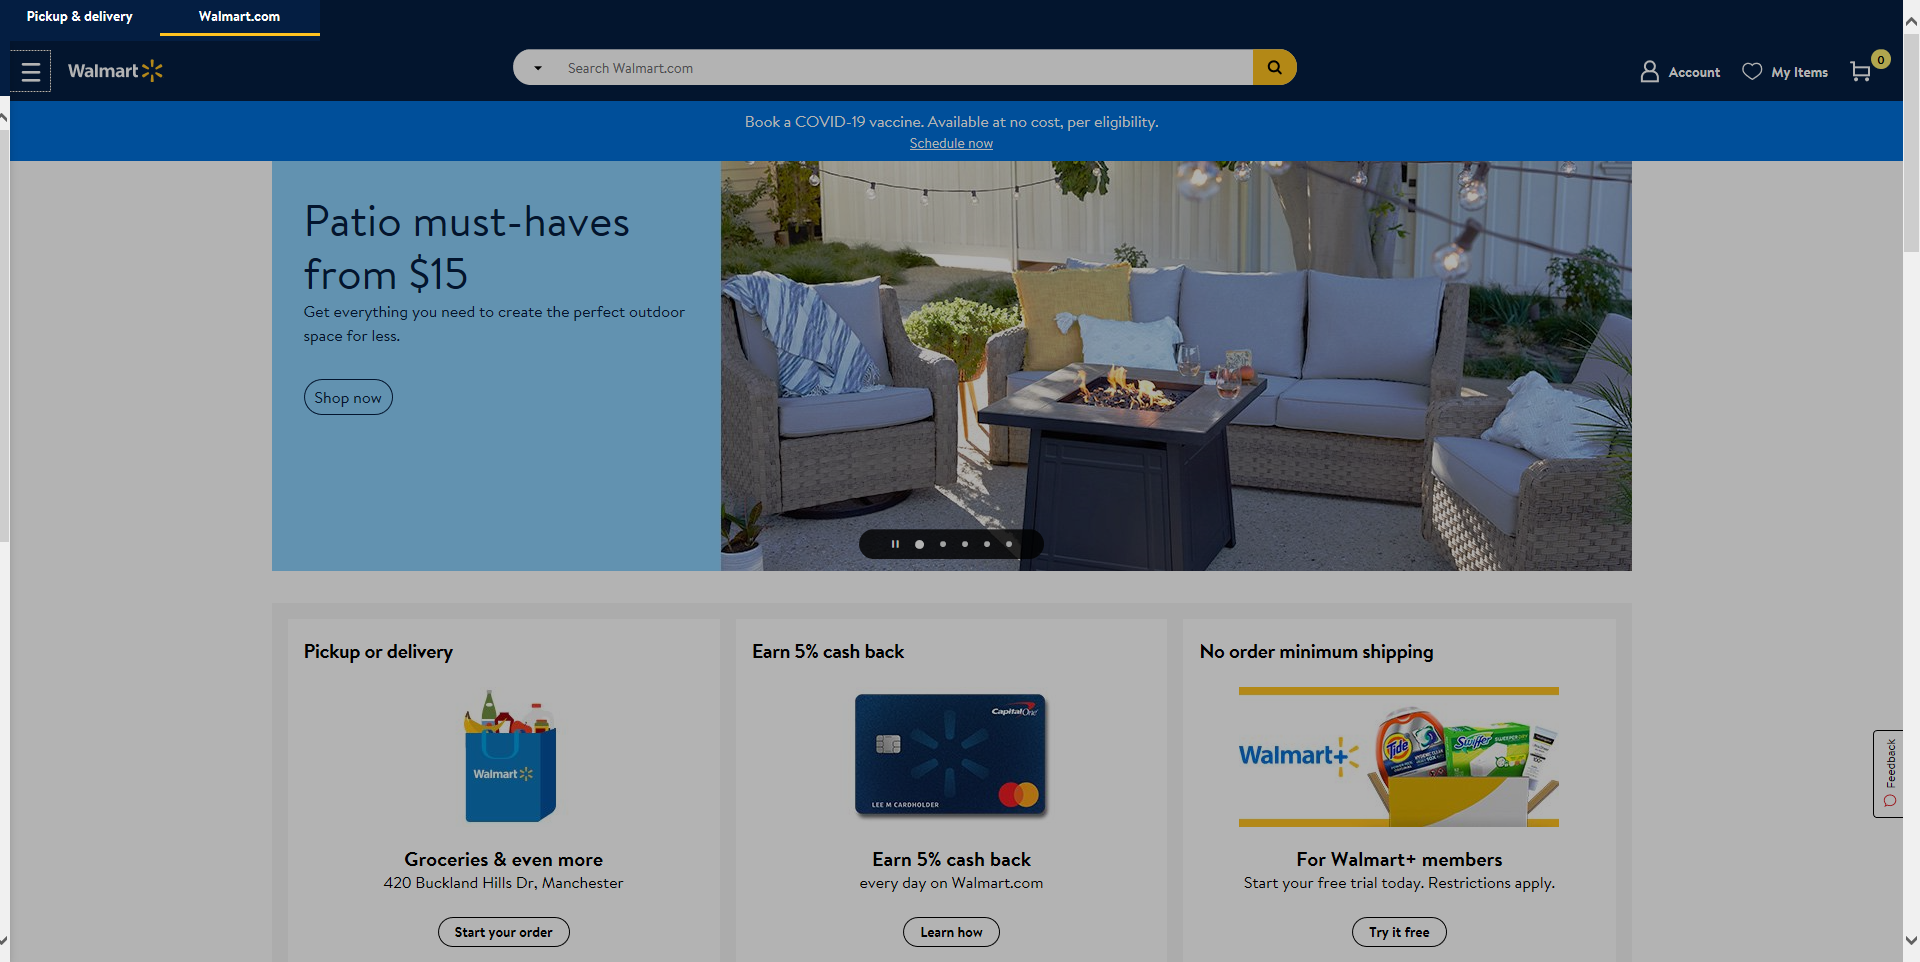 Pickup & delivery
Walmart.com
Walmart
Search Walmart.com
Account
My Items
0
Book a COVID-19 vaccine. Available at no cost, per eligibility.
Schedule now
Patio must-haves
from $15
Get everything you need to create the perfect outdoor
space for less.
Shop now
Pickup or delivery
Walmart
Groceries & even more
420 Buckland Hills Dr, Manchester
Start your order
Earn 5% cash back
Capital One
LEE M CARDHOLDER
Earn 5% cash back
every day on Walmart.com
Learn how
No order minimum shipping
Walmart+
Tide
Swiffer
For Walmart+ members
Start your free trial today. Restrictions apply.
Try it free
Feedback